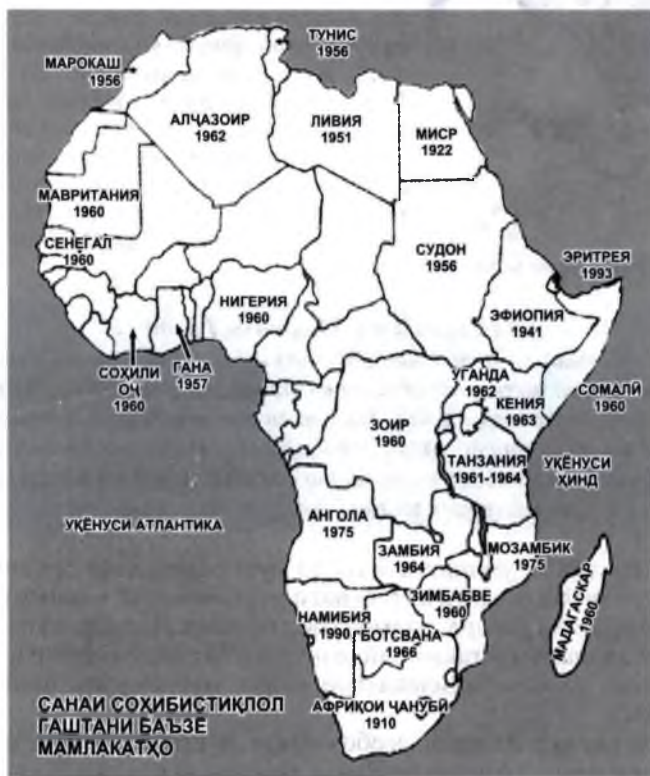 ТУНИС
1956
МАРОКАШ
1956
АЛҶАЗОИР
1962
ЛИВИЯ
1951
МИСР
1922
МАВРИТАНИЯ
1960
СЕНЕГАЛ
1960
СУДОН
1956
ЭРИТРЕЯ
1993
НИГЕРИЯ
1960
ЭФИОПИЯ
1941
СОҲИЛИ
ОҶ
1960
ГАНА
1957
УГАНДА
1962
КЕНИЯ
1963
СОМАЛӢ
1960
ЗОИР
1960
ТАНЗАНИЯ
1961-1964
УҚЁНУСИ
ҲИНД
УҚЁНУСИ АТЛАНТИКА
АНГОЛА
1975
ЗАМБИЯ
1964
МОЗАМБИК
1975
ЗИМБАБВЕ
1960
МАДАГАСКАР
1960
НАМИБИЯ
1990
БОТСВАНА
1966
АФРИҚОИ ҶАНУБӢ
1910
САНАИ СОҲИБИСТИҚЛОЛ
ГАШТАНИ БАЪЗЕ
МАМЛАКАТҲО